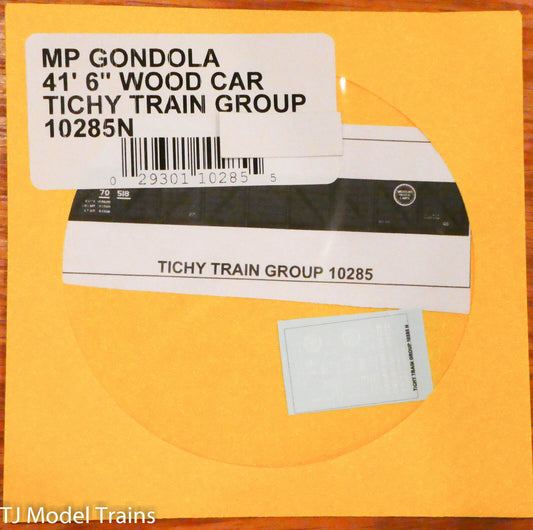 MP GONDOLA
41' 6" WOOD CAR
TICHY TRAIN GROUP
10285N
0 29301 10285 5
70 518
TICHY TRAIN GROUP 10285
TICHY TRAIN GROUP 10285 N
TJ Model Trains